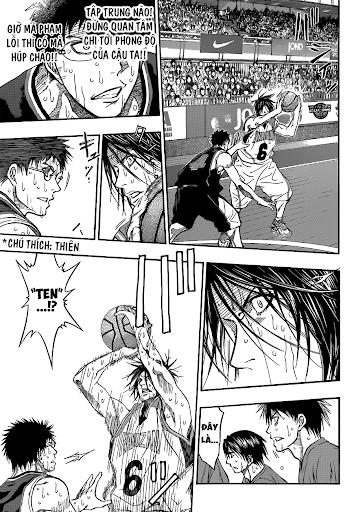 TẬP TRUNG NÀO!
ĐỪNG QUAN TÂM
CHI TỚI PHONG ĐỘ
CỦA CẬU TA!!
GIỜ MÀ PHẠM
LỖI THÌ CÓ MÀ
HÚP CHÁO!!
NIKE
6
*CHÚ THÍCH: THIÊN
"TEN"
...!?
6
ĐÂY
LÀ...